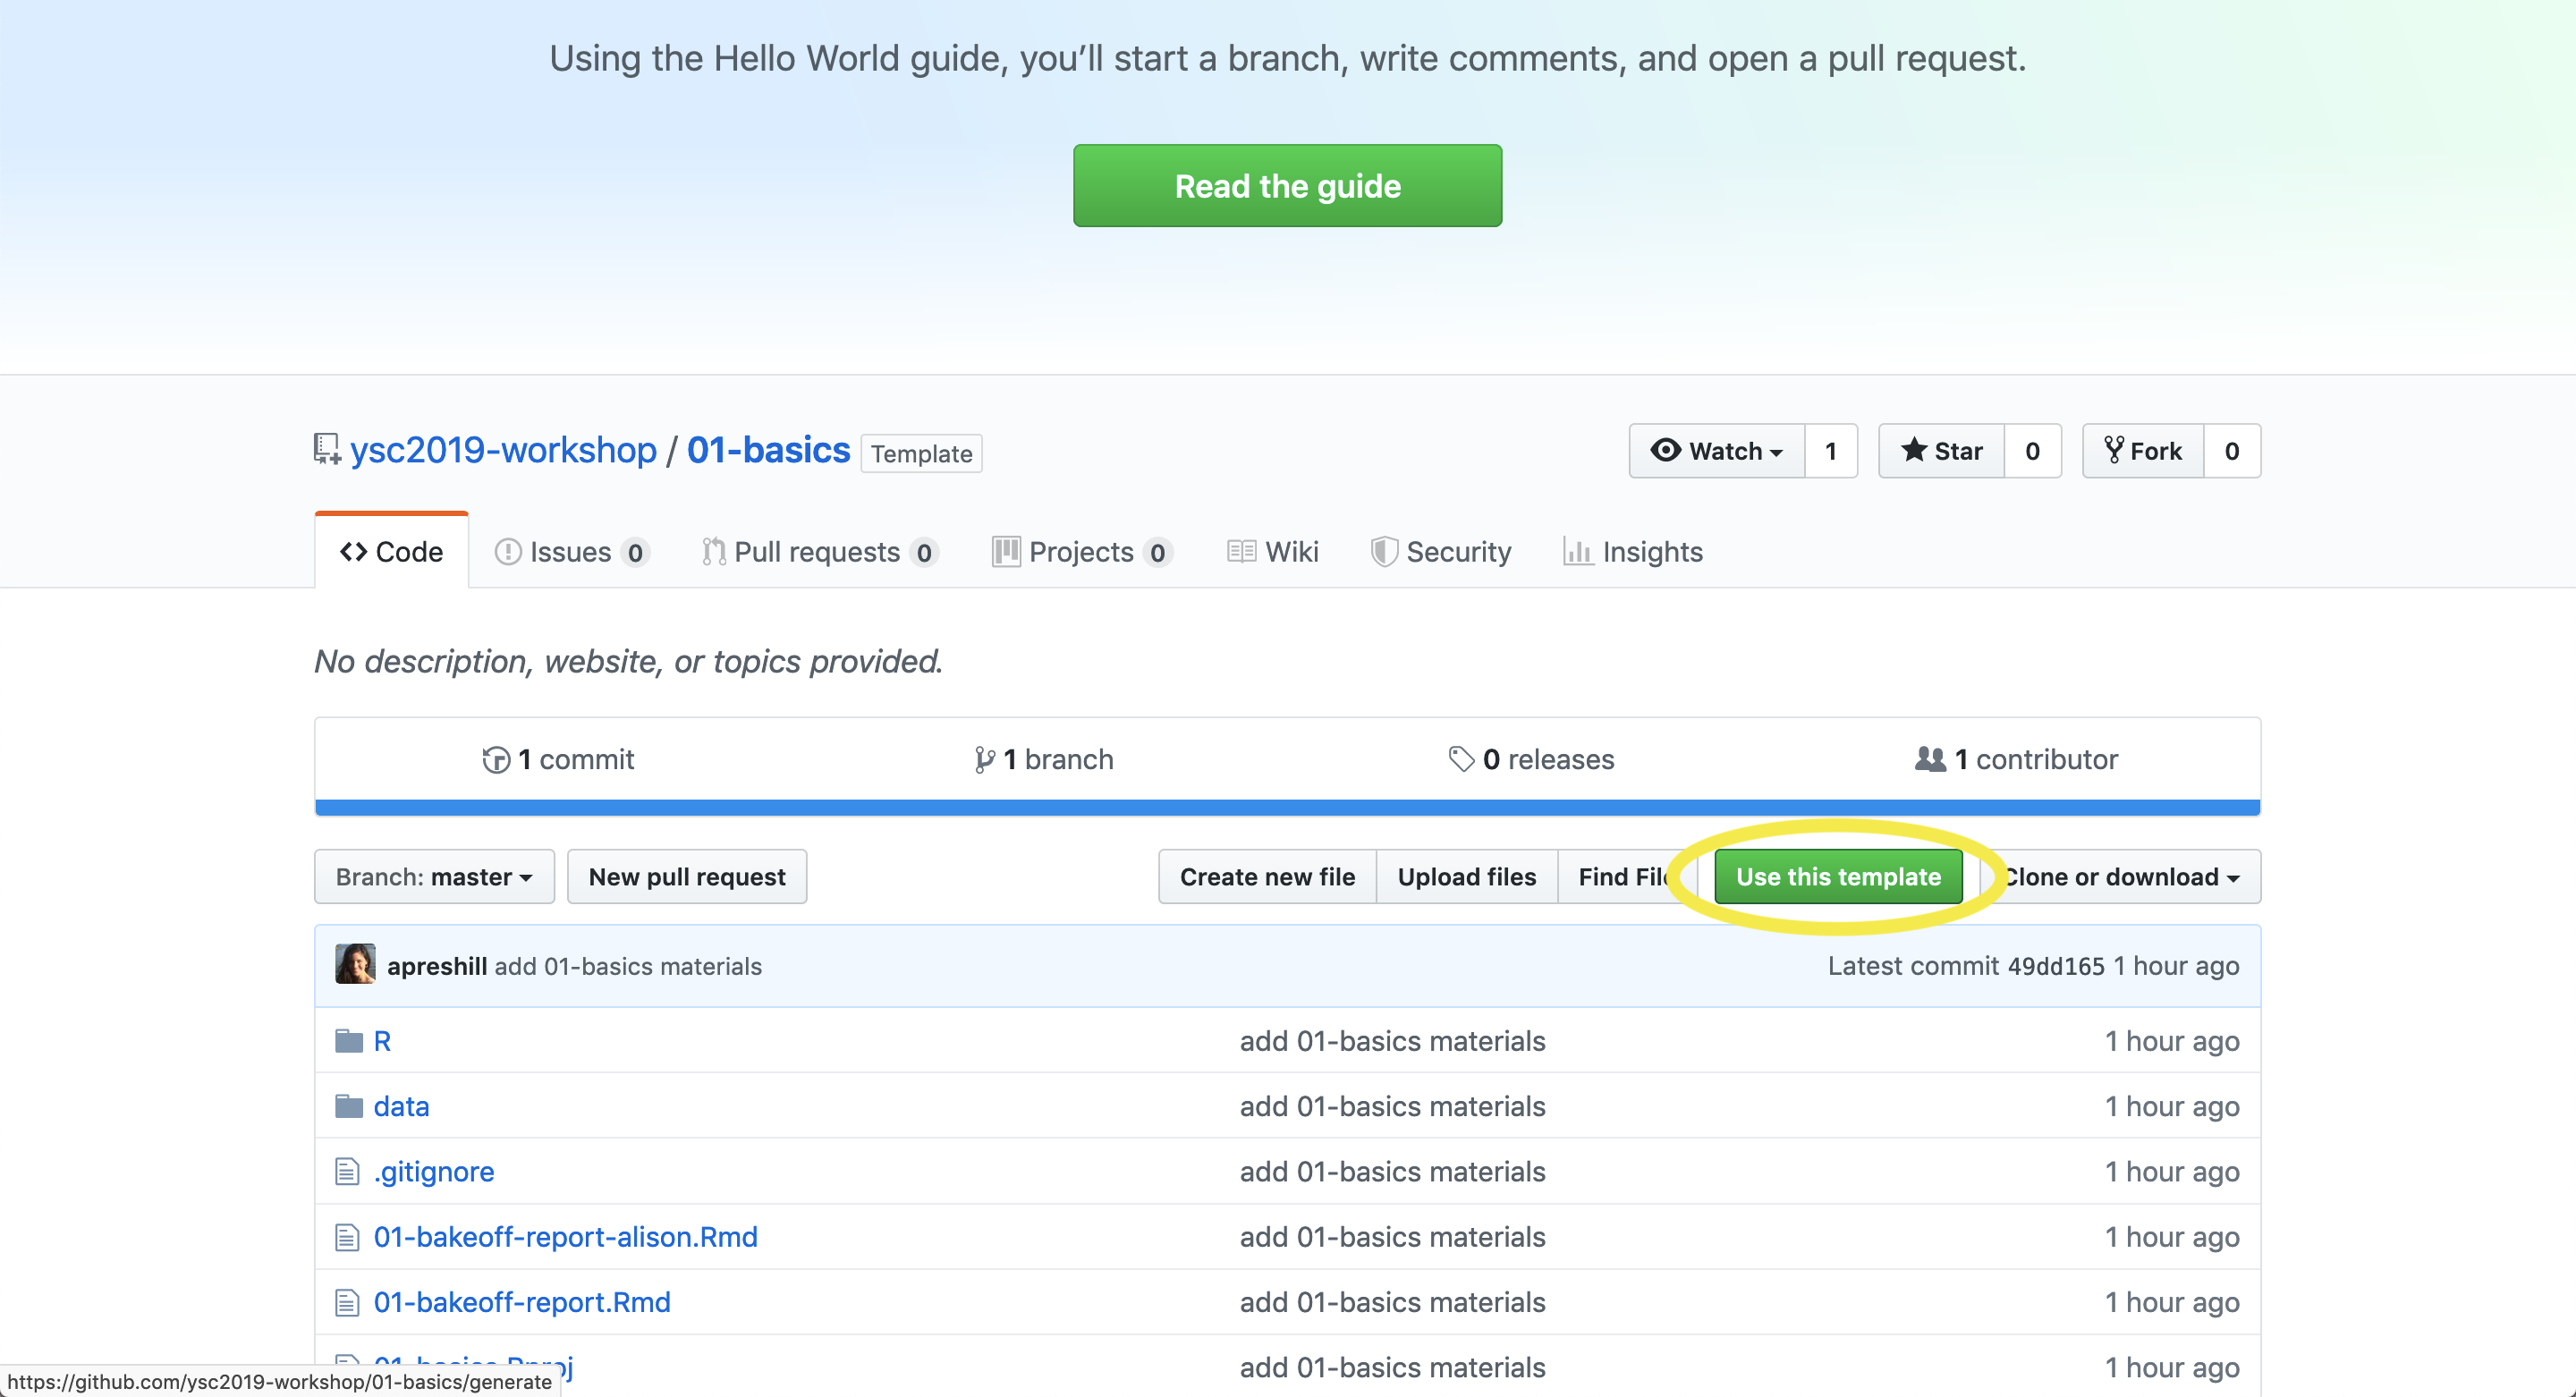 Using the Hello World guide, you’ll start a branch, write comments, and open a pull request.
Read the guide
ysc2019-workshop / 01-basics Template
Watch 1 Star 0 Fork 0
Code Issues 0 Pull requests 0 Projects 0 Wiki Security Insights
No description, website, or topics provided.
1 commit 1 branch 0 releases 1 contributor
Branch: master New pull request Create new file Upload files Find File Use this template Clone or download
apreshill add 01-basics materials Latest commit 49dd165 1 hour ago
R add 01-basics materials 1 hour ago
data add 01-basics materials 1 hour ago
.gitignore add 01-basics materials 1 hour ago
01-bakeoff-report-alison.Rmd add 01-basics materials 1 hour ago
01-bakeoff-report.Rmd add 01-basics materials 1 hour ago
01-basics.Rproj add 01-basics materials 1 hour ago
https://github.com/ysc2019-workshop/01-basics/generate